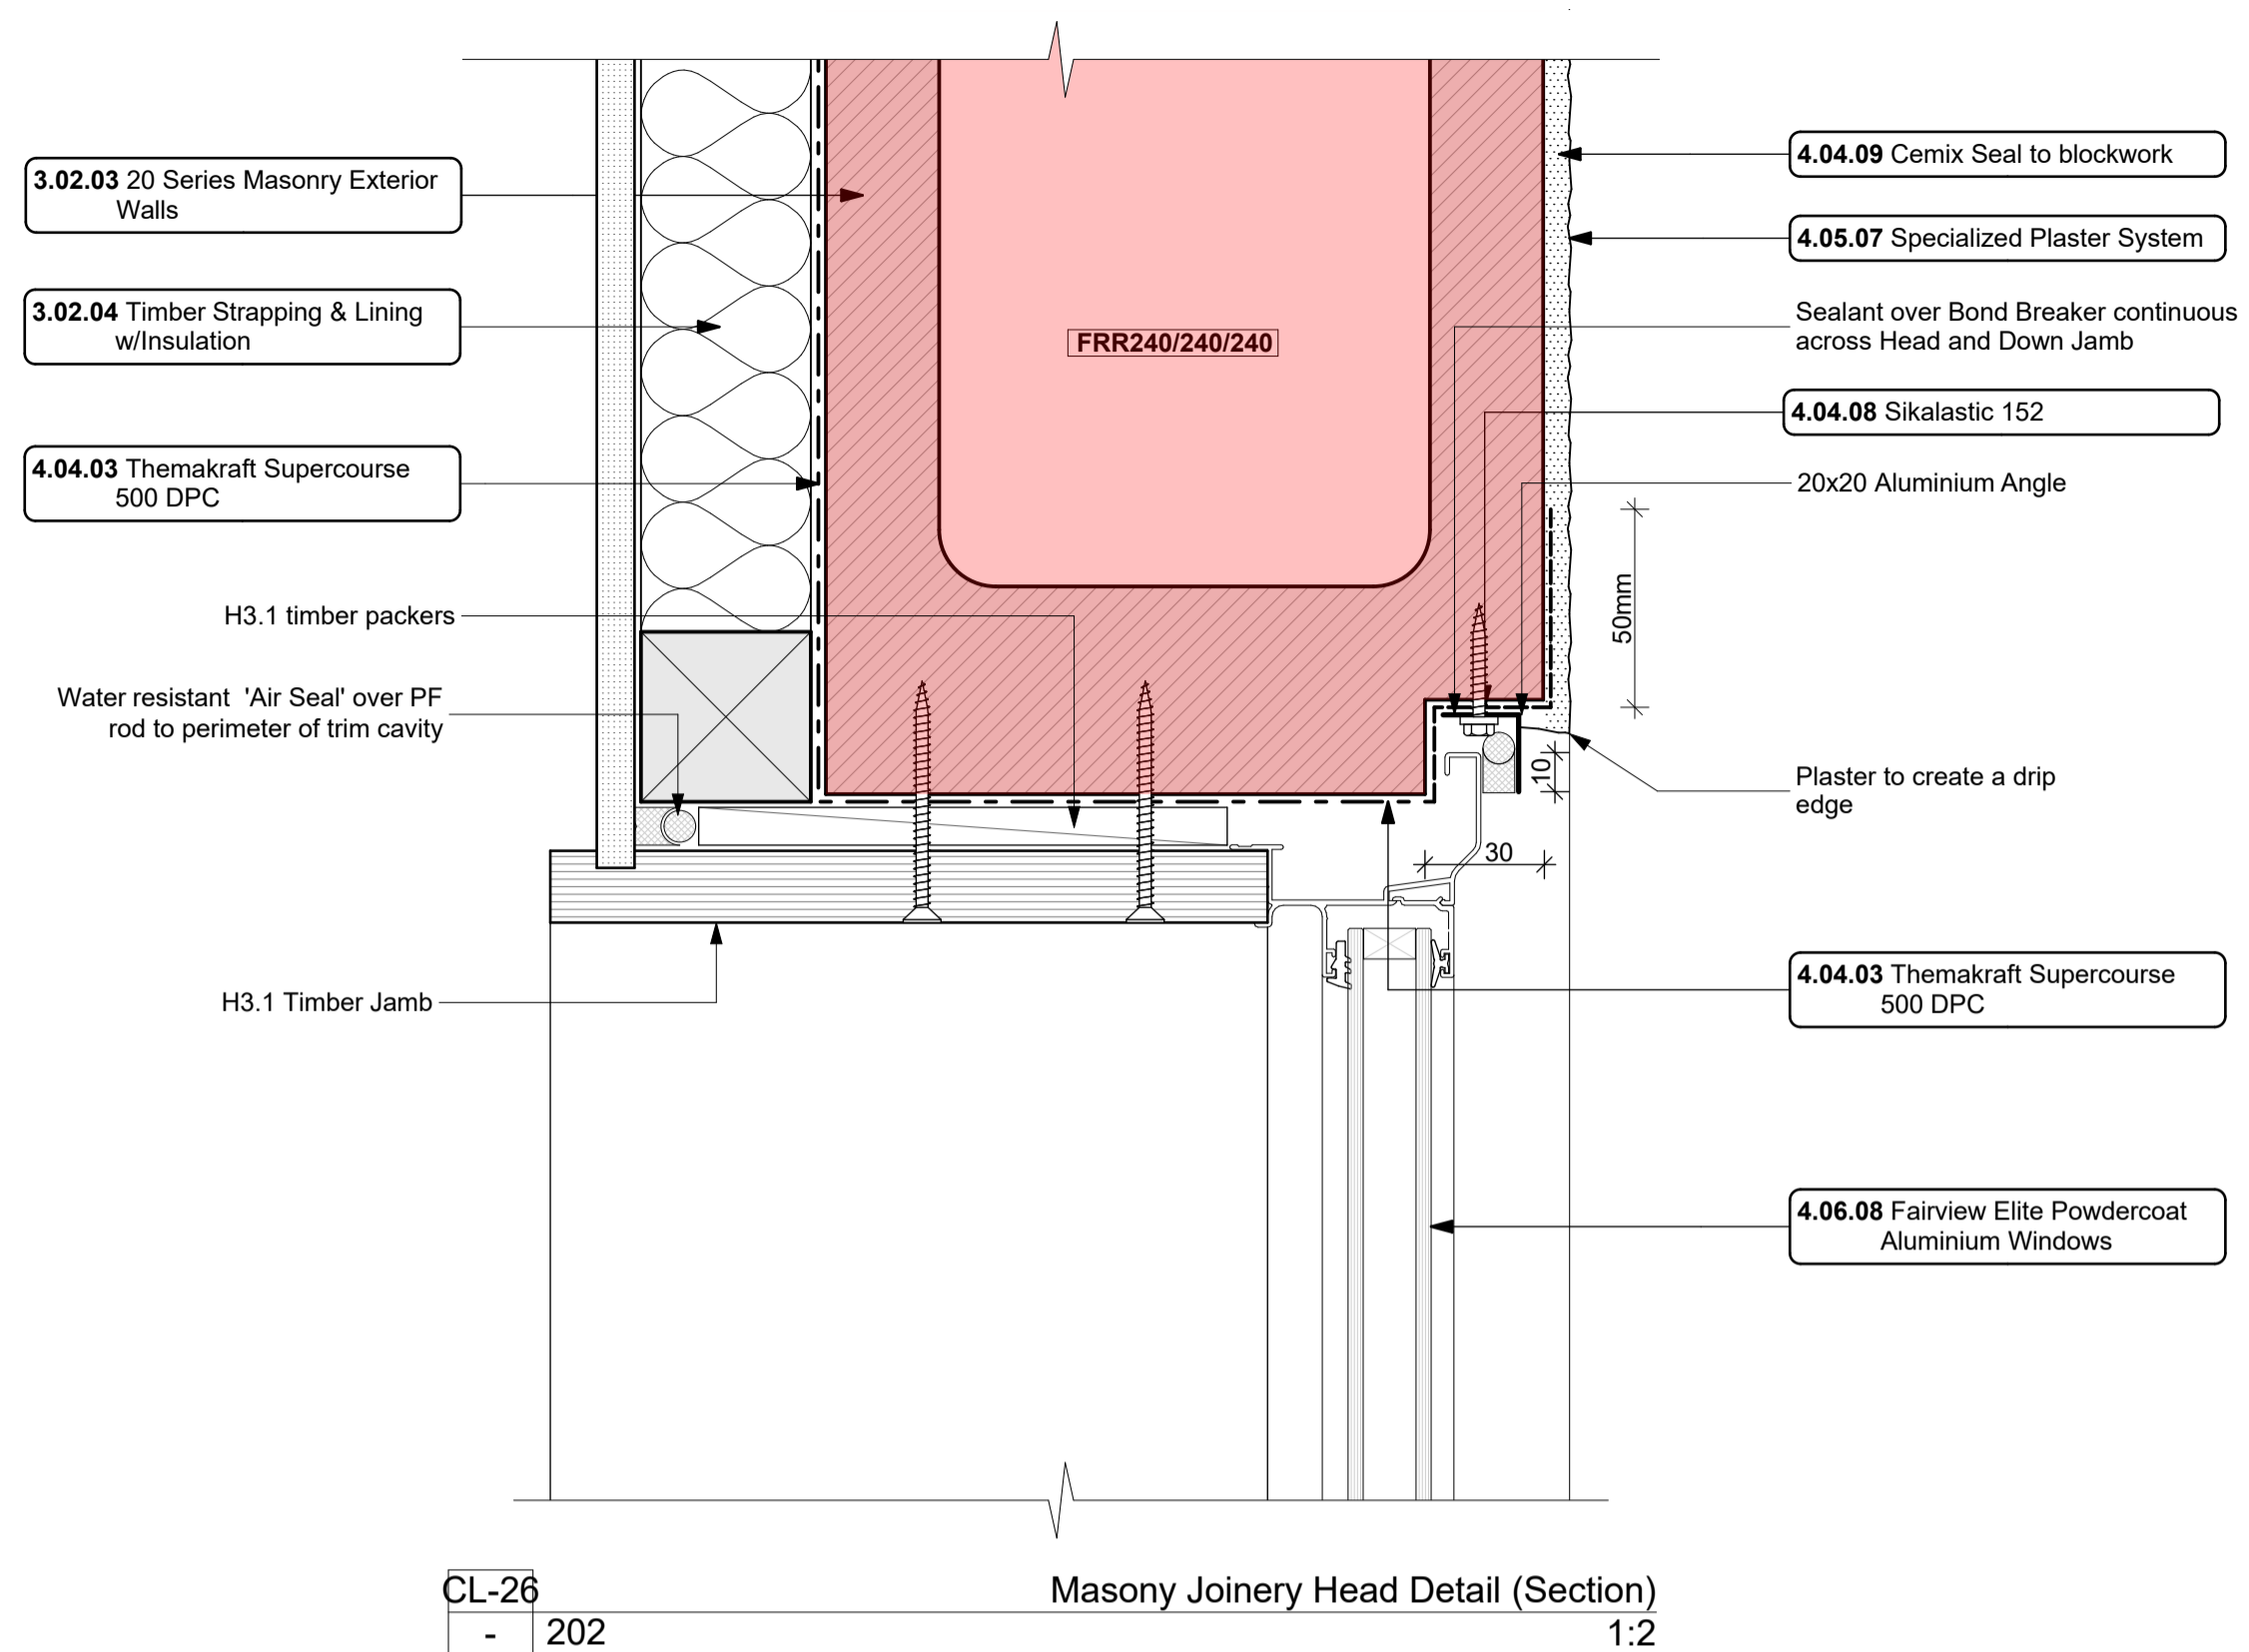 3.02.03 20 Series Masonry Exterior
Walls
3.02.04 Timber Strapping & Lining
w/Insulation
4.04.03 Themakraft Supercourse
500 DPC
H3.1 timber packers
Water resistant 'Air Seal' over PF
rod to perimeter of trim cavity
H3.1 Timber Jamb
FRR240/240/240
4.04.09 Cemix Seal to blockwork
4.05.07 Specialized Plaster System
Sealant over Bond Breaker continuous
across Head and Down Jamb
4.04.08 Sikalastic 152
20x20 Aluminium Angle
50mm
10
Plaster to create a drip
edge
30
4.04.03 Themakraft Supercourse
500 DPC
4.06.08 Fairview Elite Powdercoat
Aluminium Windows
CL-26
Masony Joinery Head Detail (Section)
- 202
1:2